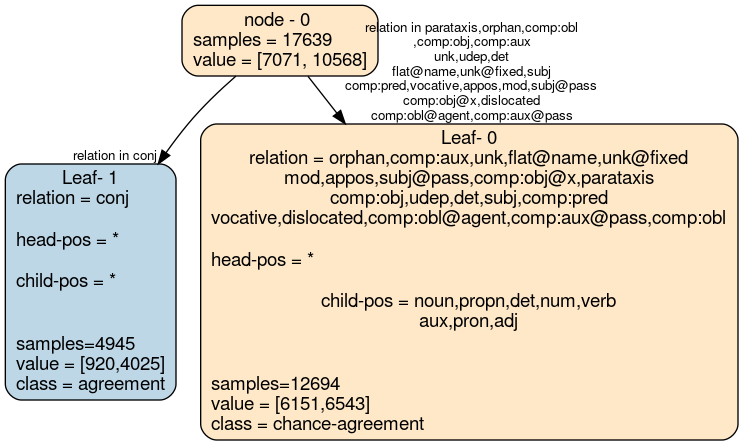 node - 0
samples = 17639
value = [7071, 10568]
relation in parataxis,orphan,comp:obl
,comp:obj,comp:aux
unk,udep,det
flat@name,unk@fixed,subj
comp:pred,vocative,appos,mod,subj@pass
comp:obj@x,dislocated
comp:obl@agent,comp:aux@pass
relation in conj
Leaf- 1
relation = conj
head-pos = *
child-pos = *
samples=4945
value = [920,4025]
class = agreement
Leaf- 0
relation = orphan,comp:aux,unk,flat@name,unk@fixed
mod,appos,subj@pass,comp:obj@x,parataxis
comp:obj,udep,det,subj,comp:pred
vocative,dislocated,comp:obl@agent,comp:aux@pass,comp:obl
head-pos = *
child-pos = noun,propn,det,num,verb
aux,pron,adj
samples=12694
value = [6151,6543]
class = chance-agreement